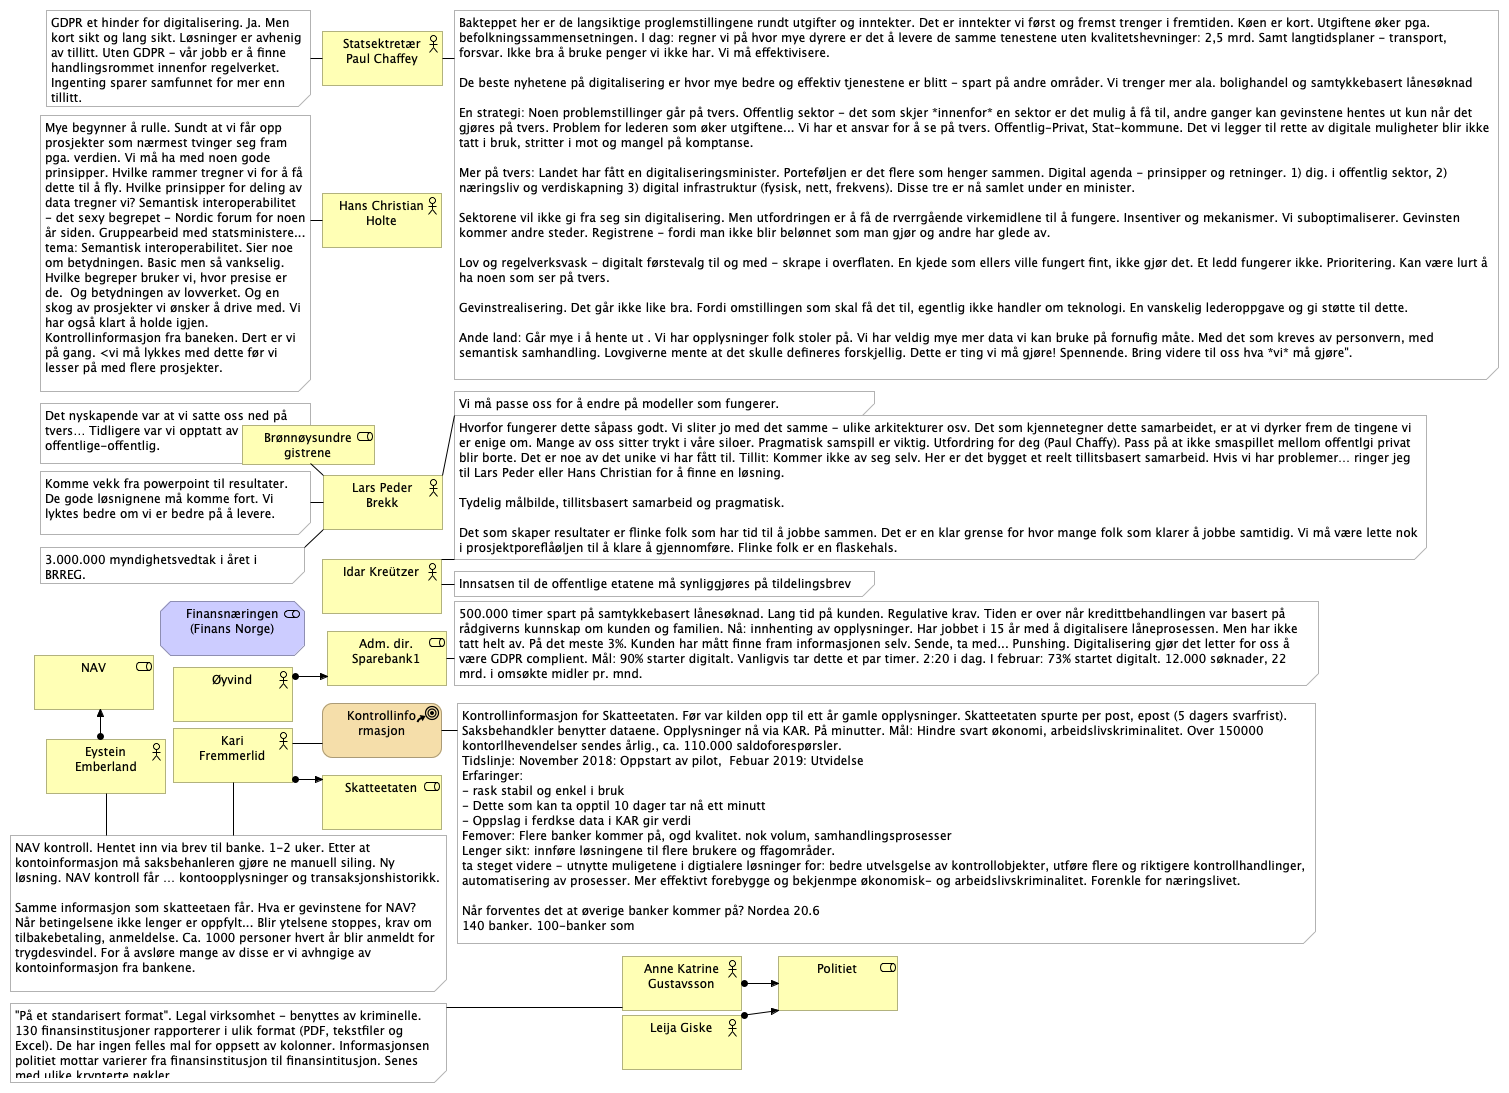 GDPR et hinder for digitalisering. Ja. Men
kort sikt og lang sikt. Løsninger er avhenig
av tillitt. Uten GDPR - vår jobb er å finne
handlingsrommet innenfor regelverket.
Ingenting sparer samfunnet for mer enn
tillitt.
Statsekretær
Paul Chaffey
Bakteppet her er de langsiktige proglemstillingene rundt utgifter og inntekter. Det er inntekter vi først og fremst trenger i fremtiden. Køen er kort. Utgiftene øker pga.
befolkningssammensetningen. I dag: regner vi på hvor mye dyrere er det å levere de samme tenestene uten kvalitetshevninger: 2,5 mrd. Samt langtidsplaner - transport,
forsvar. Ikke bra å bruke penger vi ikke har. Vi må effektivisere.
De beste nyhetene på digitalisering er hvor mye bedre og effektiv tjenestene er blitt - spart på andre områder. Vi trenger mer ala. bolighandel og samtykkebasert lånesøknad
En strategi: Noen problemstillinger går på tvers. Offentlig sektor - det som skjer *innenfor* en sektor er det mulig å få til, andre ganger kan gevinstene hentes ut kun når det
gjøres på tvers. Problem for lederen som øker utgiftene... Vi har et ansvar for å se på tvers. Offentlig-Privat, Stat-kommune. Det vi legger til rette av digitale muligheter blir ikke
tatt i bruk, stritter i mot og mangel på komptanse.
Mer på tvers: Landet har fått en digitaliseringsminister. Porteføljen er det flere som henger sammen. Digital agenda - prinsipper og retninger. 1) dig. i offentlig sektor, 2)
næringsliv og verdiskapning 3) digital infrastruktur (fysisk, nett, frekvens). Disse tre er nå samlet under en minister.
Sektorene vil ikke gi fra seg sin digitalisering. Men utfordringen er å få de rverrgående virkemidlene til å fungere. Insentiver og mekanismer. Vi suboptimaliserer. Gevinsten
kommer andre steder. Registrene - fordi man ikke blir belønnet som man gjør og andre har glede av.
Lov og regelverksvask - digitalt førstevalg til og med - skrape i overflaten. En kjede som ellers ville fungert fint, ikke gjør det. Et ledd fungerer ikke. Prioritering. Kan være lurt å
ha noen som ser på tvers.
Gevinstrealisering. Det går ikke like bra. Fordi omstillingen som skal få det til, egentlig ikke handler om teknologi. En vanskelig lederoppgave og gi støtte til dette.
Ande land: Går mye i å hente ut . Vi har opplysninger folk stoler på. Vi har veldig mye mer data vi kan bruke på fornufig måte. Med det som kreves av personvern, med
semantisk samhandling. Lovgiverne mente at det skulle defineres forskjellig. Dette er ting vi må gjøre! Spennende. Bring videre til oss hva *vi* må gjøre".
Mye begynner å rulle. Sundt at vi får opp
prosjekter som nærmest tvinger seg fram
pga. verdien. Vi må ha med noen gode
prinsipper. Hvilke rammer tregner vi for å få
dette til å fly. Hvilke prinsipper for deling av
data tregner vi? Semantisk interoperabilitet
- det sexy begrepet - Nordic forum for noen
år siden. Gruppearbeid med statsministere...
tema: Semantisk interoperabilitet. Sier noe
om betydningen. Basic men så vankselig.
Hvilke begreper bruker vi, hvor presise er
de.  Og betydningen av lovverket. Og en
skog av prosjekter vi ønsker å drive med. Vi
har også klart å holde igjen.
Kontrollinformasjon fra baneken. Dert er vi
på gang. <vi må lykkes med dette før vi
lesser på med flere prosjekter.
Hans Christian
Holte
Vi må passe oss for å endre på modeller som fungerer.
Det nyskapende var at vi satte oss ned på
tvers... Tidligere var vi opptatt av
offentlige-offentlig.
Brønnøysundre
gistrene
Hvorfor fungerer dette såpass godt. Vi sliter jo med det samme - ulike arkitekturer osv. Det som kjennetegner dette samarbeidet, er at vi dyrker frem de tingene vi
er enige om. Mange av oss sitter trykt i våre siloer. Pragmatisk samspill er viktig. Utfordring for deg (Paul Chaffy). Pass på at ikke smaspillet mellom offentlgi privat
blir borte. Det er noe av det unike vi har fått til. Tillit: Kommer ikke av seg selv. Her er det bygget et reelt tillitsbasert samarbeid. Hvis vi har problemer... ringer jeg
til Lars Peder eller Hans Christian for å finne en løsning.
Tydelig målbilde, tillitsbasert samarbeid og pragmatisk.
Det som skaper resultater er flinke folk som har tid til å jobbe sammen. Det er en klar grense for hvor mange folk som klarer å jobbe samtidig. Vi må være lette nok
i prosjektporeflåøljen til å klare å gjennomføre. Flinke folk er en flaskehals.
Komme vekk fra powerpoint til resultater.
De gode løsnignene må komme fort. Vi
lyktes bedre om vi er bedre på å levere.
Lars Peder
Brekk
3.000.000 myndighetsvedtak i året i
BRREG.
Idar Kreützer
Innsatsen til de offentlige etatene må synliggjøres på tildelingsbrev
Finansnæringen
(Finans Norge)
Adm. dir.
Sparebank1
500.000 timer spart på samtykkebasert lånesøknad. Lang tid på kunden. Regulative krav. Tiden er over når kredittbehandlingen var basert på
rådgiverns kunnskap om kunden og familien. Nå: innhenting av opplysninger. Har jobbet i 15 år med å digitalisere låneprosessen. Men har ikke
tatt helt av. På det meste 3%. Kunden har mått finne fram informasjonen selv. Sende, ta med... Punshing. Digitalisering gjør det letter for oss å
være GDPR complient. Mål: 90% starter digitalt. Vanligvis tar dette et par timer. 2:20 i dag. I februar: 73% startet digitalt. 12.000 søknader, 22
mrd. i omsøkte midler pr. mnd.
NAV
Øyvind
Kontrollinfo
rmasjon
Kari
Fremmerlid
Eystein
Emberland
Skatteetaten
Kontrollinformasjon for Skatteetaten. Før var kilden opp til ett år gamle opplysninger. Skatteetaten spurte per post, epost (5 dagers svarfrist).
Saksbehandkler benytter dataene. Opplysninger nå via KAR. På minutter. Mål: Hindre svart økonomi, arbeidslivskriminalitet. Over 150000
kontorllhevendelser sendes årlig., ca. 110.000 saldoforespørsler.
Tidslinje: November 2018: Oppstart av pilot,  Febuar 2019: Utvidelse
Erfaringer:
- rask stabil og enkel i bruk
- Dette som kan ta opptil 10 dager tar nå ett minutt
- Oppslag i ferdkse data i KAR gir verdi
Femover: Flere banker kommer på, ogd kvalitet. nok volum, samhandlingsprosesser
Lenger sikt: innføre løsningene til flere brukere og ffagområder.
ta steget videre - utnytte muligetene i digtialere løsninger for: bedre utvelsgelse av kontrollobjekter, utføre flere og riktigere kontrollhandlinger,
automatisering av prosesser. Mer effektivt forebygge og bekjenmpe økonomisk- og arbeidslivskriminalitet. Forenkle for næringslivet.
Når forventes det at øverige banker kommer på? Nordea 20.6
140 banker. 100-banker som
NAV kontroll. Hentet inn via brev til banke. 1-2 uker. Etter at
kontoinformasjon må saksbehanleren gjøre ne manuell siling. Ny
løsning. NAV kontroll får ... kontoopplysninger og transaksjonshistorikk.
Samme informasjon som skatteetaen får. Hva er gevinstene for NAV?
Når betingelsene ikke lenger er oppfylt... Blir ytelsene stoppes, krav om
tilbakebetaling, anmeldelse. Ca. 1000 personer hvert år blir anmeldt for
trygdesvindel. For å avsløre mange av disse er vi avhngige av
kontoinformasjon fra bankene.
Anne Katrine
Gustavsson
Politiet
Leija Giske
"På et standarisert format". Legal virksomhet - benyttes av kriminelle.
130 finansinstitusjoner rapporterer i ulik format (PDF, tekstfiler og
Excel). De har ingen felles mal for oppsett av kolonner. Informasjonsen
politiet mottar varierer fra finansinstitusjon til finansintitusjon. Senes
med ulike krypterte nøkler